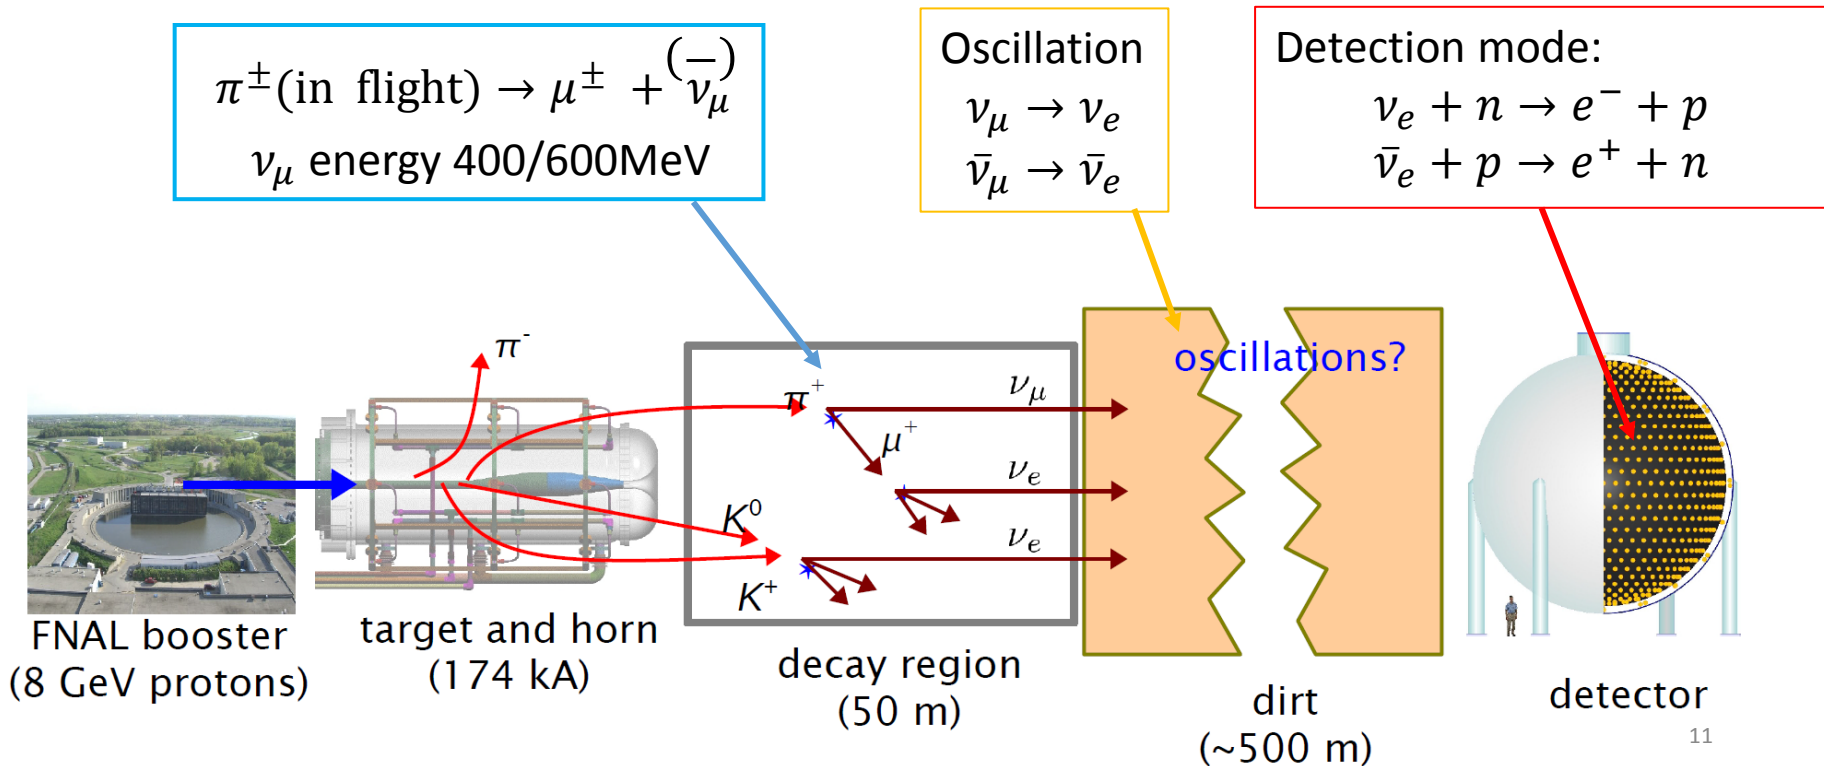 π± (in flight) → μ± + (ν̄)μ
νμ energy 400/600MeV
Oscillation
νμ → νe
ν̄μ → ν̄e
Detection mode:
νe + n → e⁻ + p
ν̄e + p → e⁺ + n
π⁻
π⁺
νμ
μ⁺
νe
K⁰
νe
K⁺
oscillations?
FNAL booster
(8 GeV protons)
target and horn
(174 kA)
decay region
(50 m)
dirt
(~500 m)
detector
11